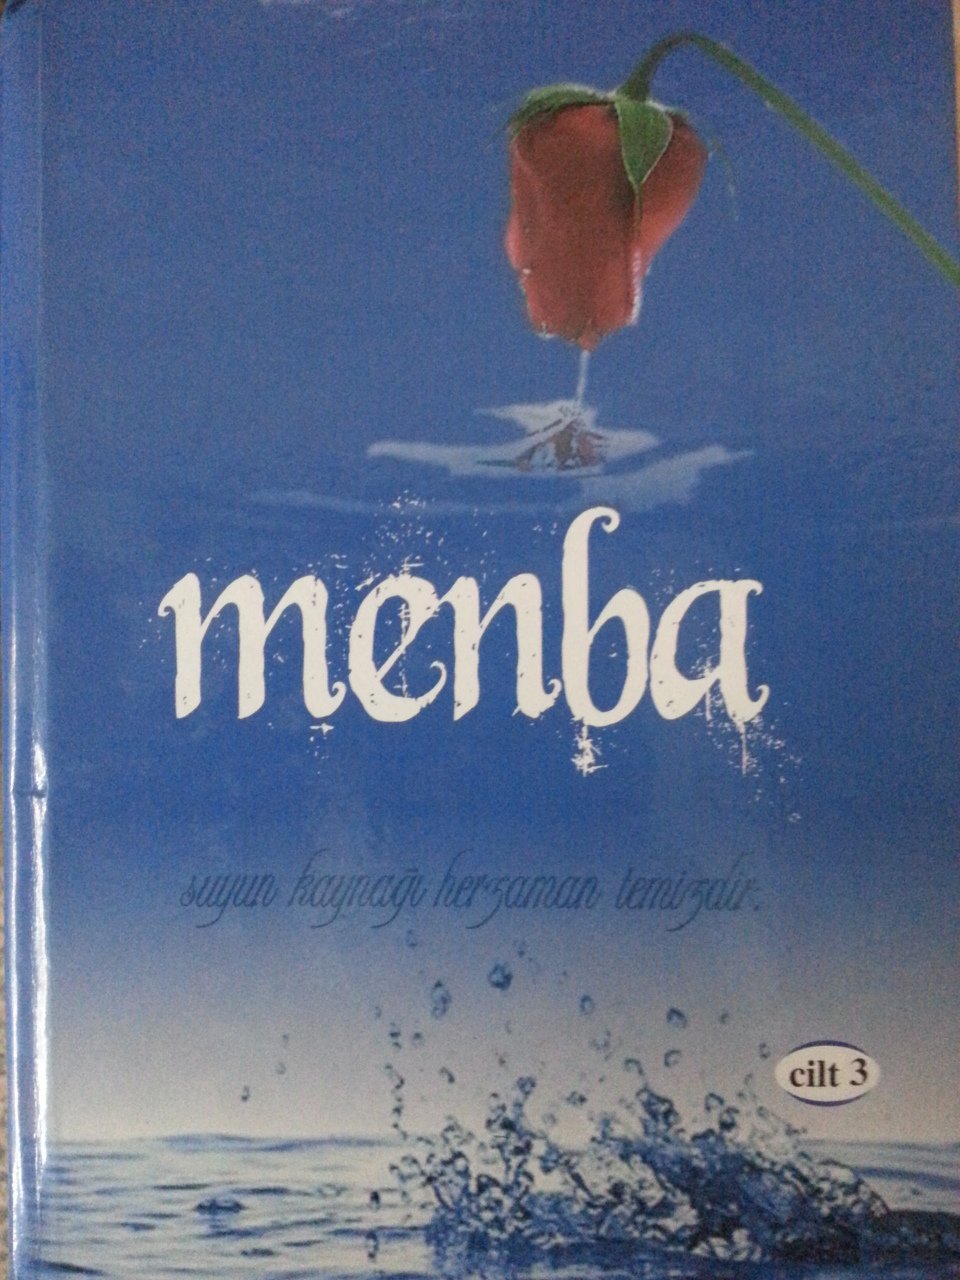 menba
suyun kaynağı herzaman temizdir.
cilt 3